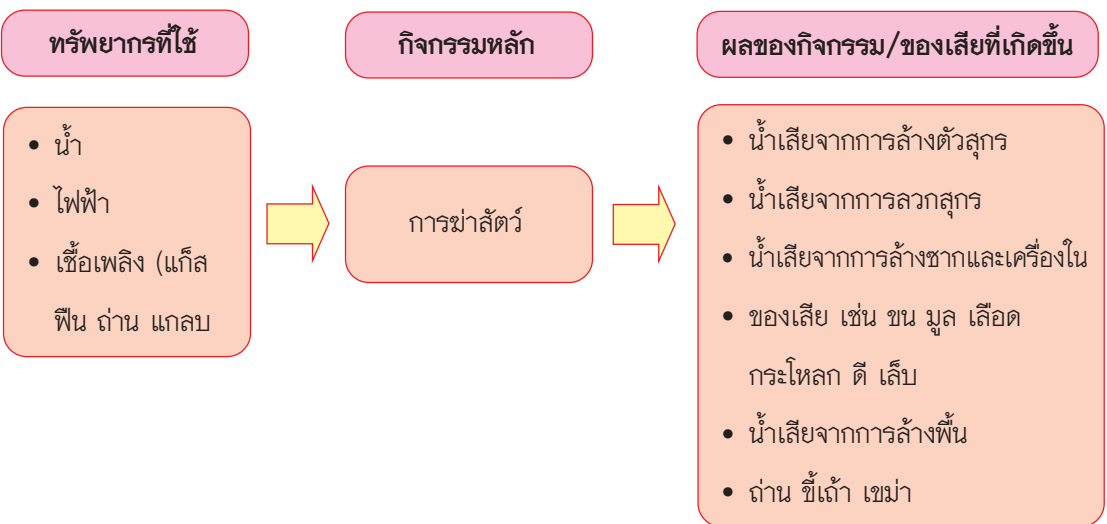 ทรัพยากรที่ใช้
กิจกรรมหลัก
ผลของกิจกรรม/ของเสียที่เกิดขึ้น
• น้ำ
• ไฟฟ้า
• เชื้อเพลิง (แก็ส
ฟืน ถ่าน แกลบ
การฆ่าสัตว์
• น้ำเสียจากการล้างตัวสุกร
• น้ำเสียจากการลวกสุกร
• น้ำเสียจากการล้างซากและเครื่องใน
• ของเสีย เช่น ขน มูล เลือด
กระโหลก ดี เล็บ
• น้ำเสียจากการล้างพื้น
• ถ่าน ขี้เถ้า เขม่า